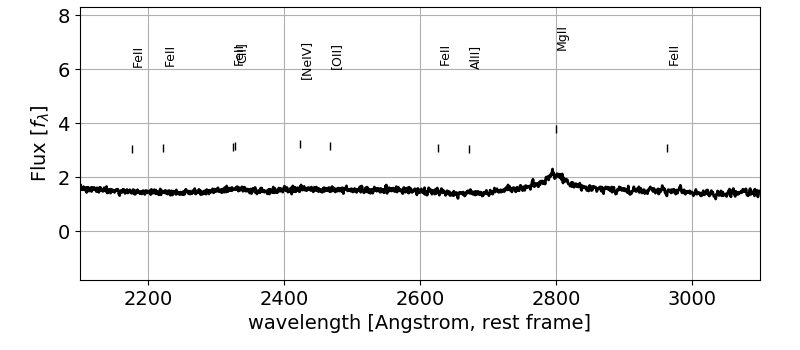 8
6
4
2
0
Flux [fλ]
FeII
FeII
FeII
CII]
[NeIV]
[OII]
FeII
AlII]
MgII
FeII
2200 2400 2600 2800 3000
wavelength [Angstrom, rest frame]